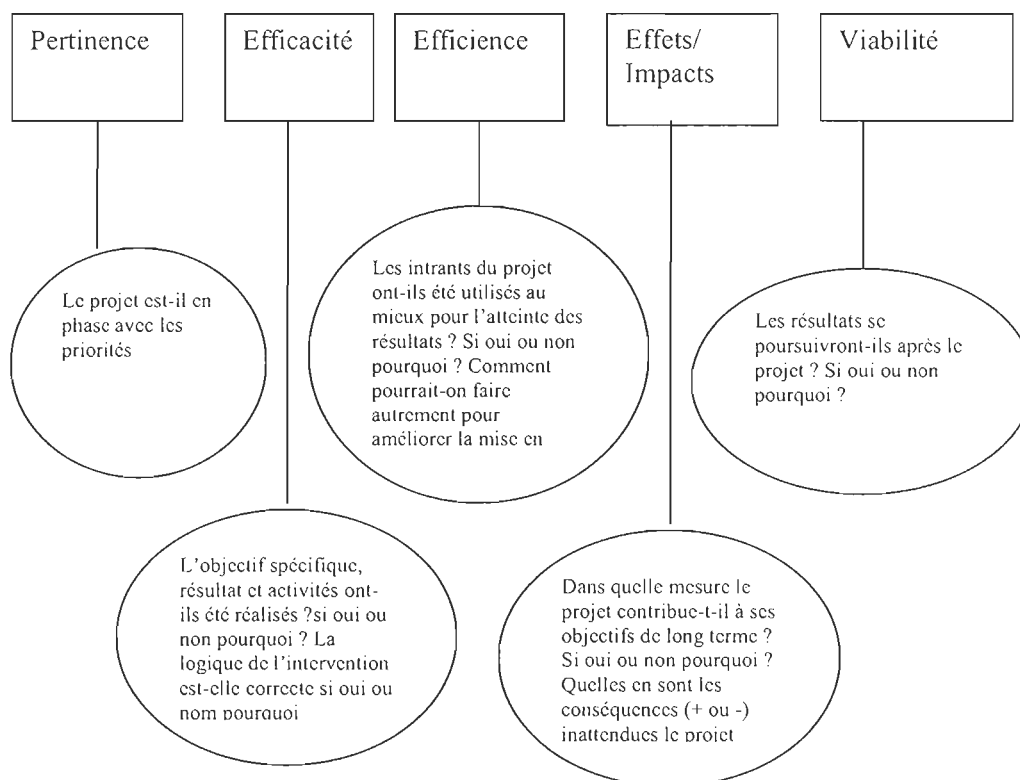 Pertinence
Efficacité
Efficience
Effets/
Impacts
Viabilité
Le projet est-il en
phase avec les
priorités
Les intrants du projet
ont-ils été utilisés au
mieux pour l'atteinte des
résultats ? Si oui ou non
pourquoi ? Comment
pourrait-on faire
autrement pour
améliorer la mise en
Les résultats se
poursuivront-ils après le
projet ? Si oui ou non
pourquoi ?
L'objectif spécifique,
résultat et activités ont-
ils été réalisés ?si oui ou
non pourquoi ? La
logique de l'intervention
est-elle correcte si oui ou
nom pourquoi
Dans quelle mesure le
projet contribue-t-il à ses
objectifs de long terme ?
Si oui ou non pourquoi ?
Quelles en sont les
conséquences (+ ou -)
inattendues le projet